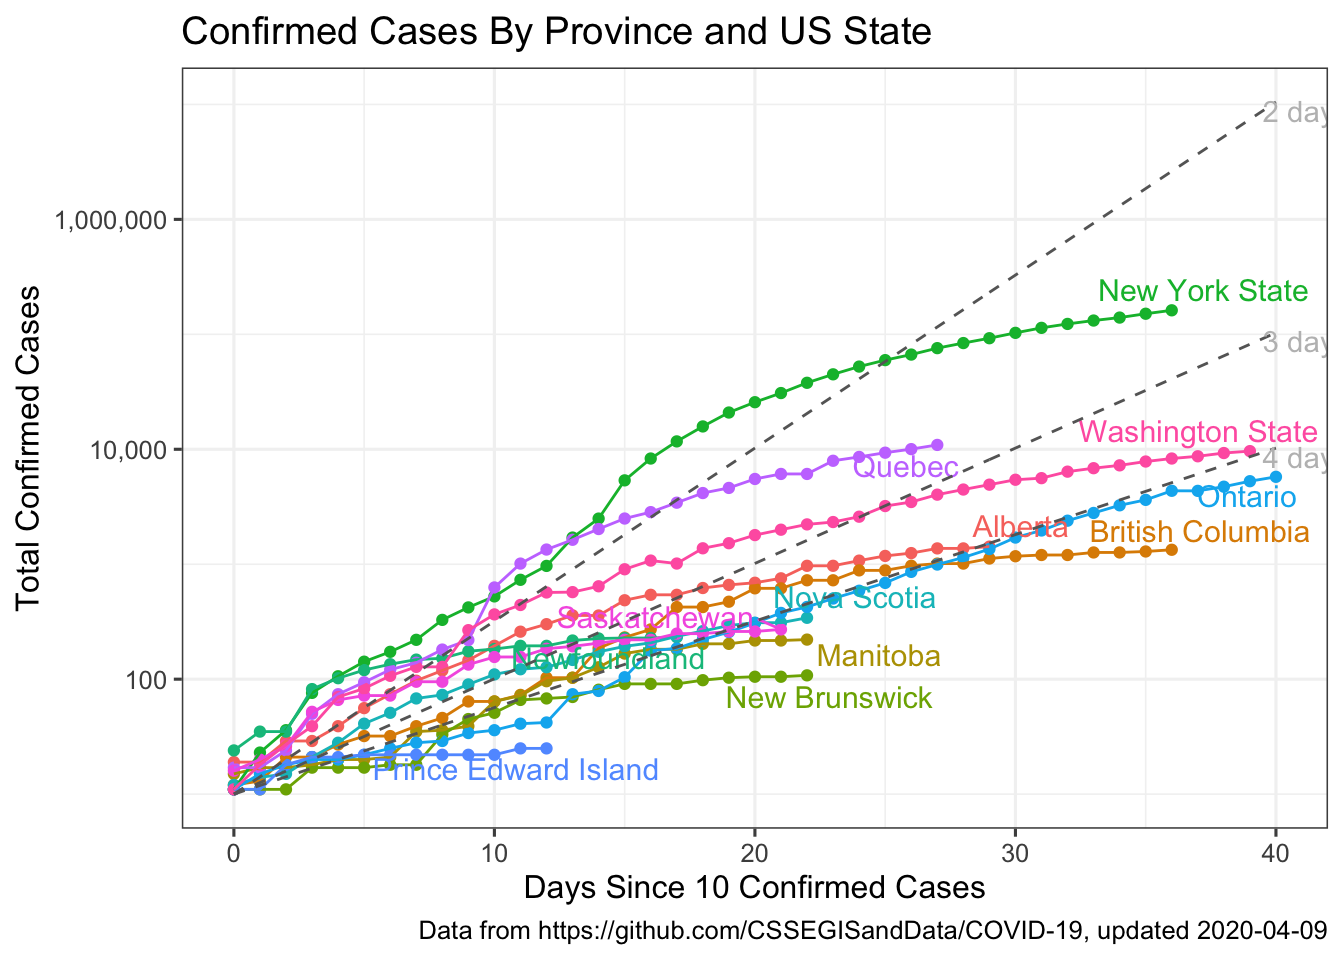 Confirmed Cases By Province and US State
Total Confirmed Cases
1,000,000
10,000
100
2 day
New York State
3 day
Washington State
4 day
Quebec
Ontario
Alberta
British Columbia
Nova Scotia
Saskatchewan
Newfoundland
Manitoba
New Brunswick
Prince Edward Island
0
10
20
30
40
Days Since 10 Confirmed Cases
Data from https://github.com/CSSEGISandData/COVID-19, updated 2020-04-09